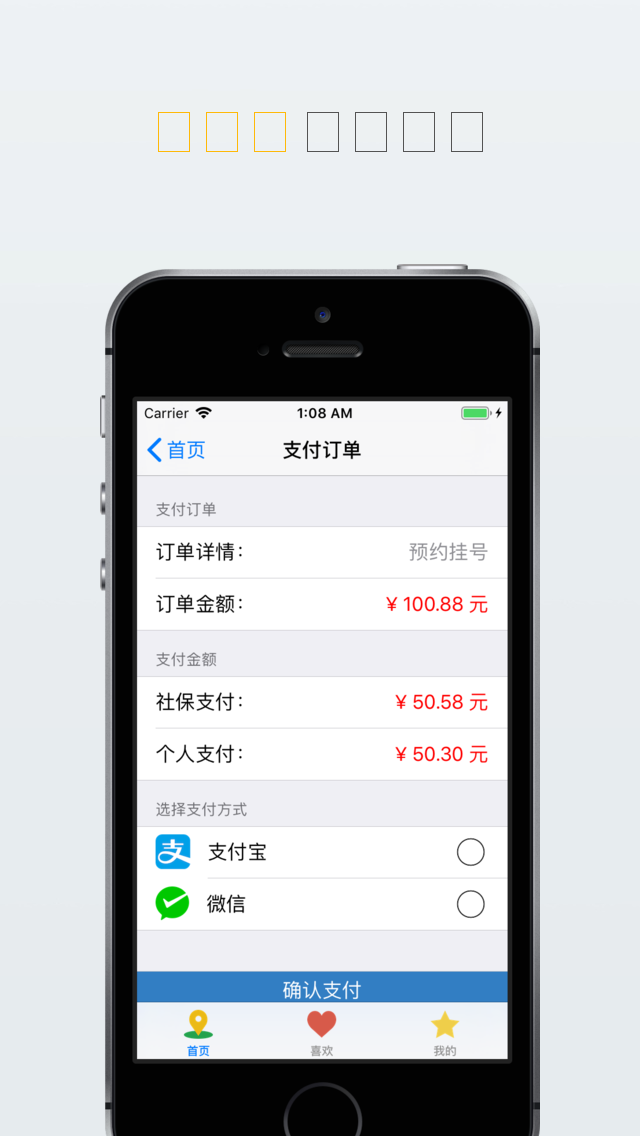 Carrier 1:08 AM
首页 支付订单
支付订单
订单详情： 预约挂号
订单金额： ¥ 100.88 元
支付金额
社保支付： ¥ 50.58 元
个人支付： ¥ 50.30 元
选择支付方式
支 支付宝
微信
确认支付
首页 喜欢 我的